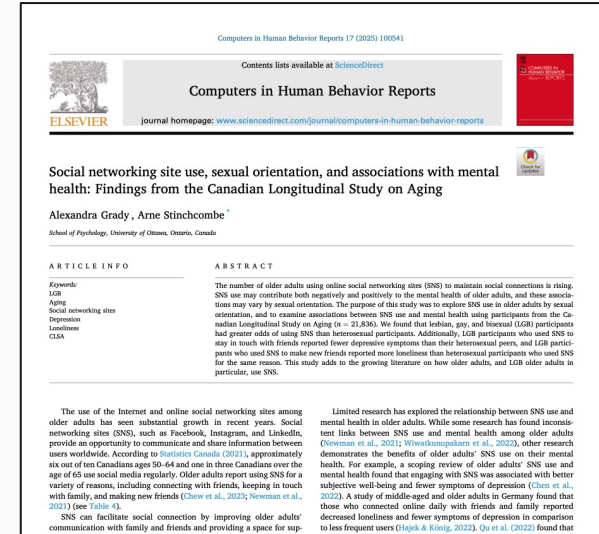 Computers in Human Behavior Reports 17 (2025) 100541
Contents lists available at ScienceDirect
Computers in Human Behavior Reports
journal homepage: www.sciencedirect.com/journal/computers-in-human-behavior-reports
ELSEVIER
COMPUTERS IN
HUMAN BEHAVIOR
REPORTS
Check for
updates
Social networking site use, sexual orientation, and associations with mental
health: Findings from the Canadian Longitudinal Study on Aging
Alexandra Grady, Arne Stinchcombe *
School of Psychology, University of Ottawa, Ontario, Canada
ARTICLE INFO
Keywords:
LGB
Aging
Social networking sites
Depression
Loneliness
CLSA
ABSTRACT
The number of older adults using online social networking sites (SNS) to maintain social connections is rising.
SNS use may contribute both negatively and positively to the mental health of older adults, and these associa-
tions may vary by sexual orientation. The purpose of this study was to explore SNS use in older adults by sexual
orientation, and to examine associations between SNS use and mental health using participants from the Ca-
nadian Longitudinal Study on Aging (n = 21,836). We found that lesbian, gay, and bisexual (LGB) participants
had greater odds of using SNS than heterosexual participants. Additionally, LGB participants who used SNS to
stay in touch with friends reported fewer depressive symptoms than their heterosexual peers, and LGB partici-
pants who used SNS to make new friends reported more loneliness than heterosexual participants who used SNS
for the same reason. This study adds to the growing literature on how older adults, and LGB older adults in
particular, use SNS.
The use of the Internet and online social networking sites among
older adults has seen substantial growth in recent years. Social
networking sites (SNS), such as Facebook, Instagram, and LinkedIn,
provide an opportunity to communicate and share information between
users worldwide. According to Statistics Canada (2021), approximately
six out of ten Canadians ages 50–64 and one in three Canadians over the
age of 65 use social media regularly. Older adults report using SNS for a
variety of reasons, including connecting with friends, keeping in touch
with family, and making new friends (Chew et al., 2023; Newman et al.,
2021) (see Table 4).
SNS can facilitate social connection by improving older adults'
communication with family and friends and providing a space for sup-
Limited research has explored the relationship between SNS use and
mental health in older adults. While some research has found inconsis-
tent links between SNS use and mental health among older adults
(Newman et al., 2021; Wiwatkunupakarn et al., 2022), other research
demonstrates the benefits of older adults' SNS use on their mental
health. For example, a scoping review of older adults' SNS use and
mental health found that engaging with SNS was associated with better
subjective well-being and fewer symptoms of depression (Chen et al.,
2022). A study of middle-aged and older adults in Germany found that
those who connected online daily with friends and family reported
decreased loneliness and fewer symptoms of depression in comparison
to less frequent users (Hajek & König, 2022). Qu et al. (2022) found that